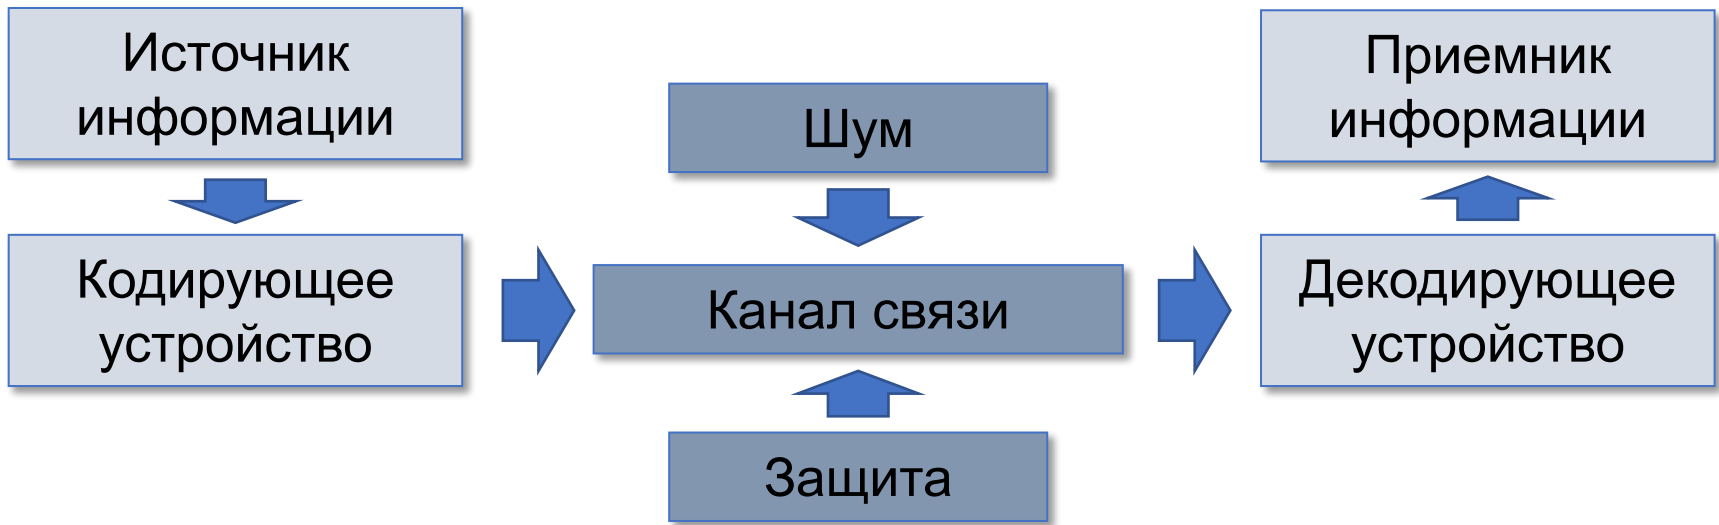 Источник
информации
Кодирующее
устройство
Шум
Канал связи
Защита
Приемник
информации
Декодирующее
устройство